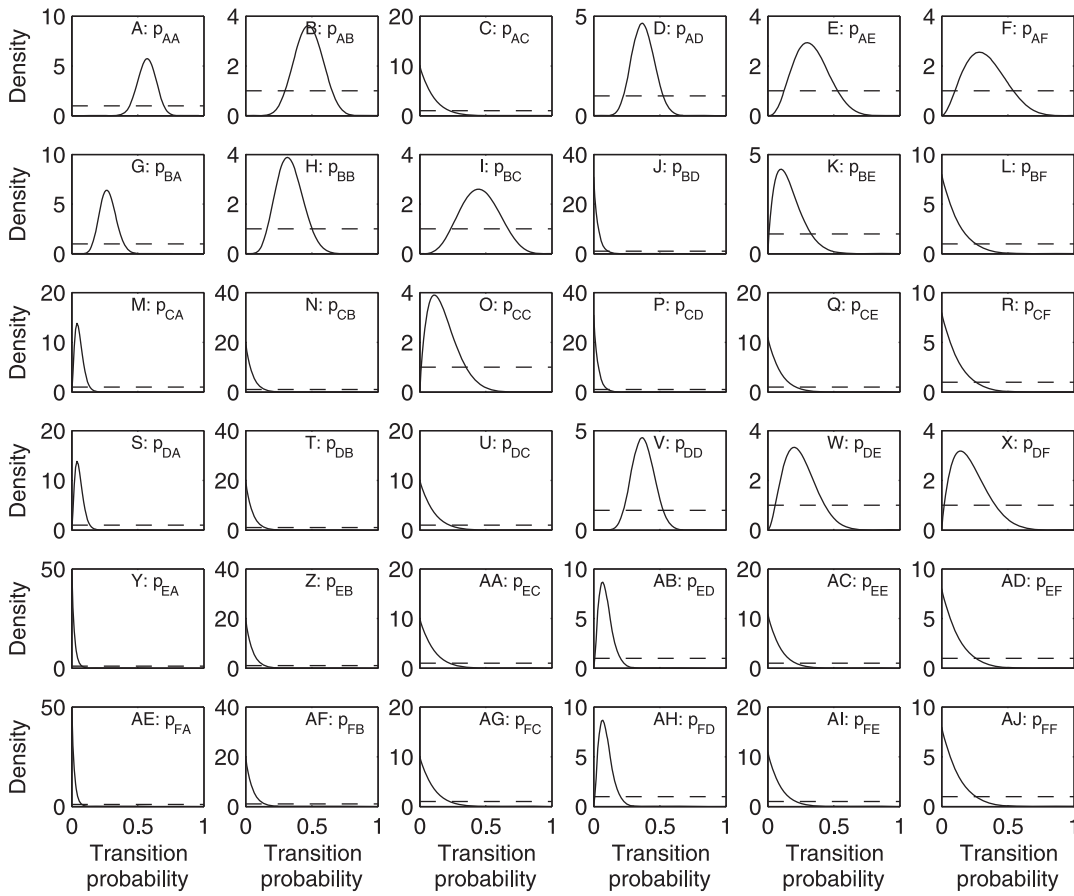 Density
10
5
0
A: pAA
4
2
0
B: pAB
20
10
0
C: pAC
5
0
D: pAD
4
2
0
E: pAE
4
2
0
F: pAF
Density
10
5
0
G: pBA
4
2
0
H: pBB
4
2
0
I: pBC
40
20
0
J: pBD
5
0
K: pBE
10
5
0
L: pBF
Density
20
10
0
M: pCA
40
20
0
N: pCB
4
2
0
O: pCC
40
20
0
P: pCD
20
10
0
Q: pCE
10
5
0
R: pCF
Density
20
10
0
S: pDA
40
20
0
T: pDB
20
10
0
U: pDC
5
0
V: pDD
4
2
0
W: pDE
4
2
0
X: pDF
Density
50
0
Y: pEA
40
20
0
Z: pEB
20
10
0
AA: pEC
10
5
0
AB: pED
20
10
0
AC: pEE
10
5
0
AD: pEF
Density
50
0
AE: pFA
40
20
0
AF: pFB
20
10
0
AG: pFC
10
5
0
AH: pFD
20
10
0
AI: pFE
10
5
0
AJ: pFF
0 0.5 1
0 0.5 1
0 0.5 1
0 0.5 1
0 0.5 1
0 0.5 1
Transition
probability
Transition
probability
Transition
probability
Transition
probability
Transition
probability
Transition
probability